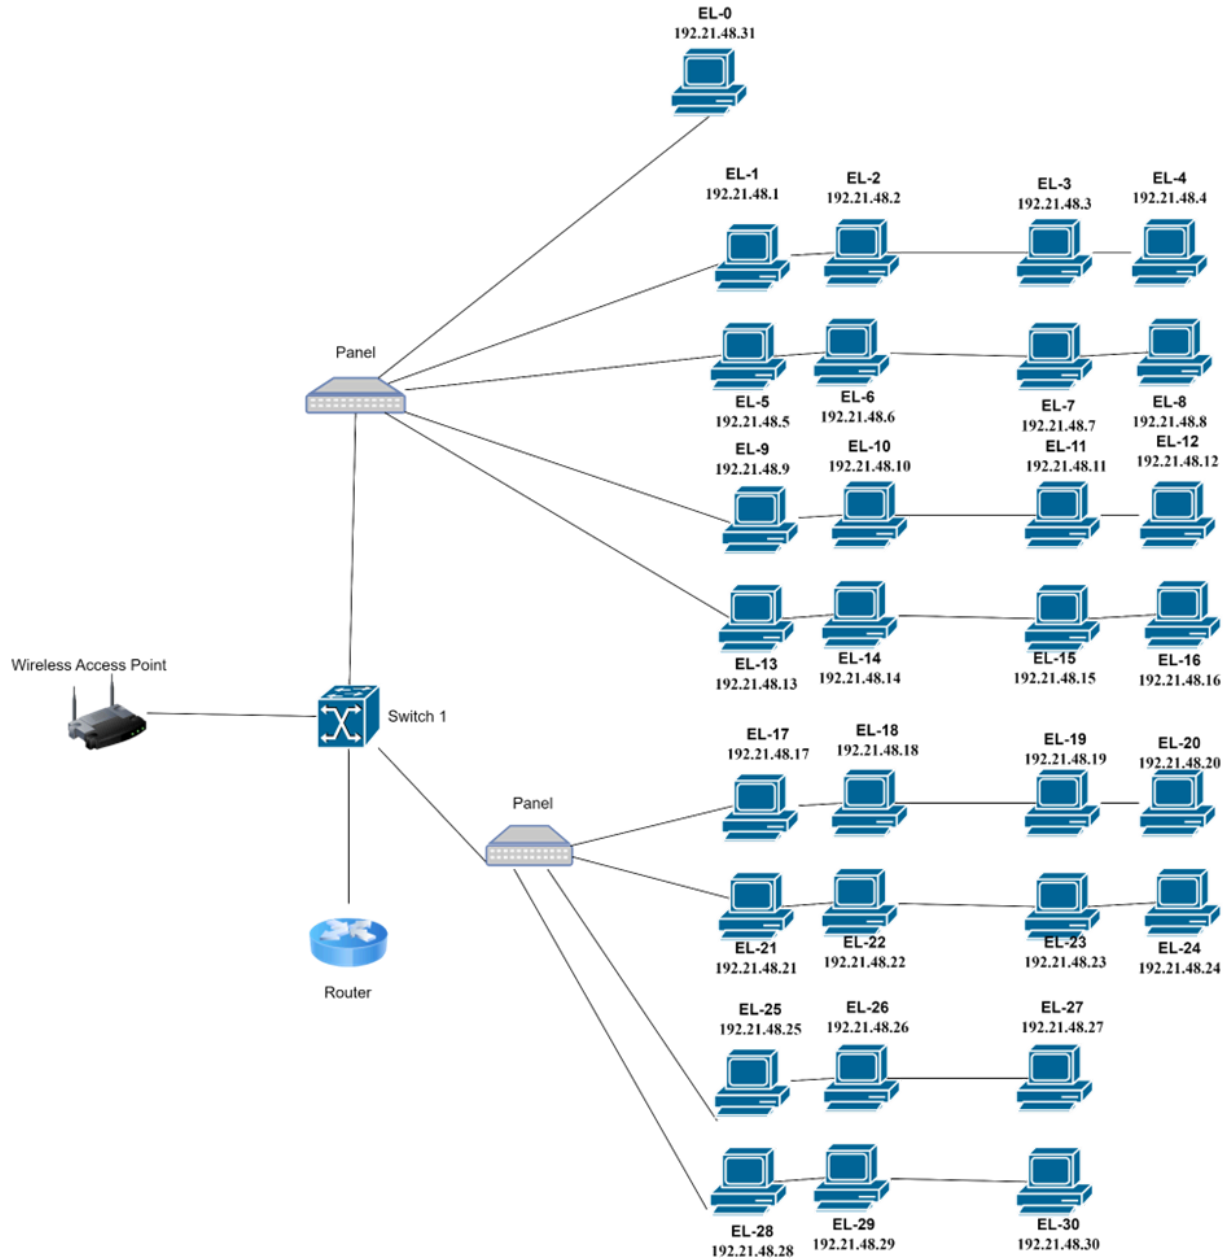 EL-0
192.21.48.31
EL-1
192.21.48.1
EL-2
192.21.48.2
EL-3
192.21.48.3
EL-4
192.21.48.4
Panel
EL-5
192.21.48.5
EL-6
192.21.48.6
EL-7
192.21.48.7
EL-8
192.21.48.8
EL-9
192.21.48.9
EL-10
192.21.48.10
EL-11
192.21.48.11
EL-12
192.21.48.12
EL-13
192.21.48.13
EL-14
192.21.48.14
EL-15
192.21.48.15
EL-16
192.21.48.16
Wireless Access Point
Switch 1
EL-17
192.21.48.17
EL-18
192.21.48.18
EL-19
192.21.48.19
EL-20
192.21.48.20
Panel
EL-21
192.21.48.21
EL-22
192.21.48.22
EL-23
192.21.48.23
EL-24
192.21.48.24
Router
EL-25
192.21.48.25
EL-26
192.21.48.26
EL-27
192.21.48.27
EL-28
192.21.48.28
EL-29
192.21.48.29
EL-30
192.21.48.30